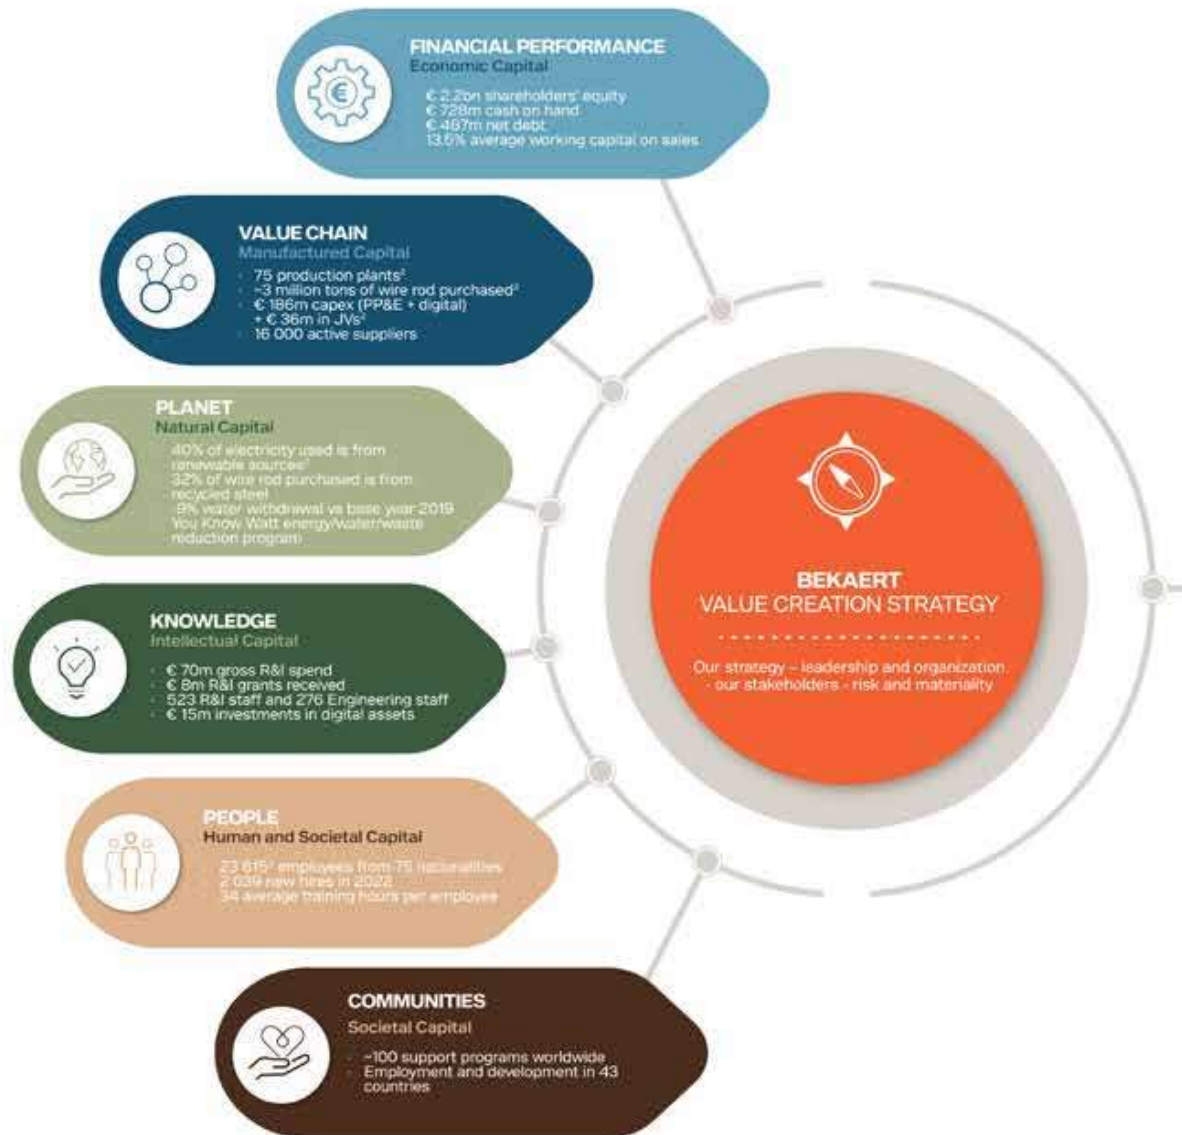 FINANCIAL PERFORMANCE
Economic Capital
€ 2.2bn shareholders' equity
€ 728m cash on hand
€ 487m net debt
13.5% average working capital on sales
VALUE CHAIN
Manufactured Capital
· 75 production plants²
· ~3 million tons of wire rod purchased²
· € 186m capex (PP&E + digital)
+ € 36m in JVs²
· 16 000 active suppliers
PLANET
Natural Capital
40% of electricity used is from
renewable sources²
32% of wire rod purchased is from
recycled steel
-9% water withdrawal vs base year 2019
You Know Watt energy/water/waste
reduction program
KNOWLEDGE
Intellectual Capital
· € 70m gross R&I spend
· € 8m R&I grants received
· 523 R&I staff and 276 Engineering staff
· € 15m investments in digital assets
PEOPLE
Human and Societal Capital
employees from 75 nationalities
2 039 new hires in 2022
34 average training hours per employee
COMMUNITIES
Societal Capital
· ~100 support programs worldwide
· Employment and development in 43
countries
BEKAERT
VALUE CREATION STRATEGY
Our strategy – leadership and organization
- our stakeholders - risk and materiality